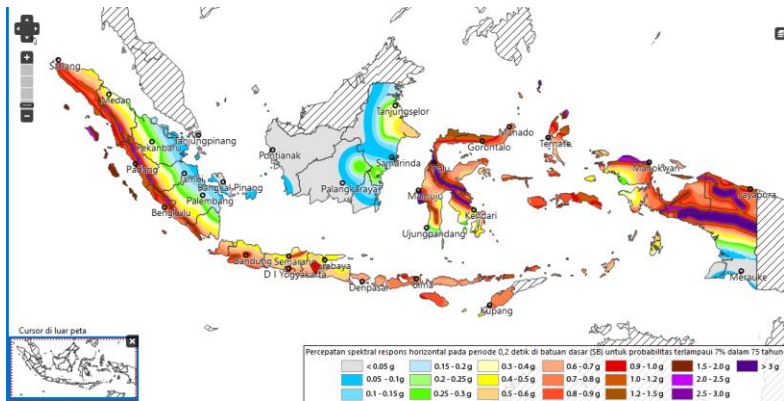 Sabang
Medan
Tanjungselor
Manado
Tanjungpinang
Ternate
Pekanbaru
Gorontalo
Pontianak
Samarinda
Palu
Manokwari
Padang
Jambi
Pangkal Pinang
Palangkaraya
Mamuju
Jayapura
Palembang
Bengkulu
Kendari
Ujungpandang
Bandung
Semarang
Surabaya
D I Yogyakarta
Denpasar
Bima
Merauke
Kupang
Cursor di luar peta
Percepatan spektral respons horizontal pada periode 0,2 detik di batuan dasar (SB) untuk probabilitas terlampaui 7% dalam 75 tahun
< 0.05 g
0.15 - 0.2 g
0.3 - 0.4 g
0.6 - 0.7 g
0.9 - 1.0 g
1.5 - 2.0 g
> 3 g
0.05 - 0.1g
0.2 - 0.25 g
0.4 - 0.5 g
0.7 - 0.8 g
1.0 - 1.2 g
2.0 - 2.5 g
0.1 - 0.15 g
0.25 - 0.3 g
0.5 - 0.6 g
0.8 - 0.9 g
1.2 - 1.5 g
2.5 - 3.0 g